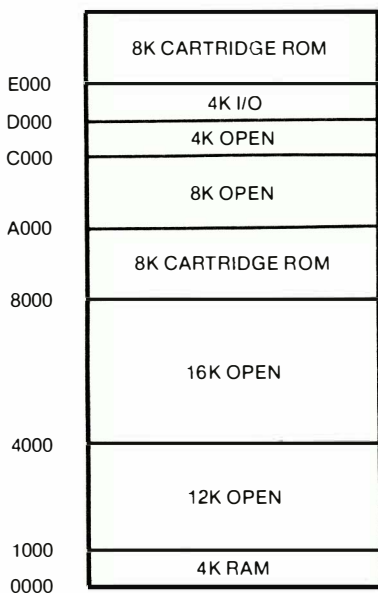 8K CARTRIDGE ROM
E000
4K I/O
D000
4K OPEN
C000
8K OPEN
A000
8K CARTRIDGE ROM
8000
16K OPEN
4000
12K OPEN
1000
4K RAM
0000